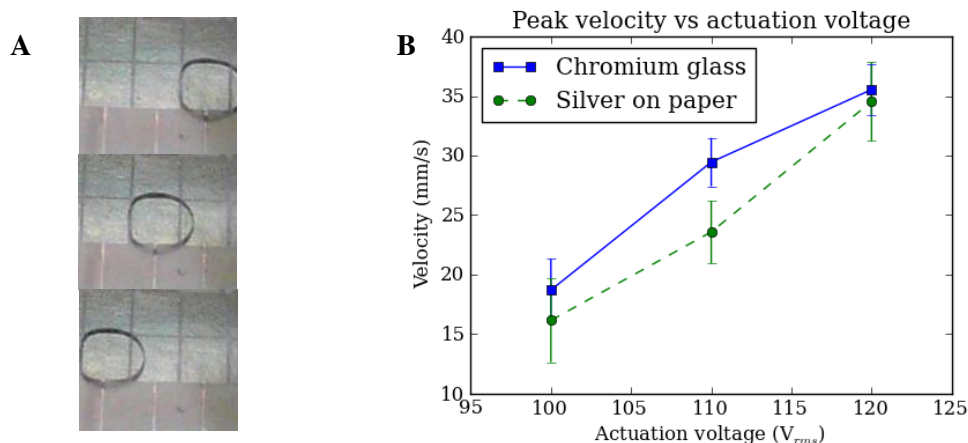 A
B
Peak velocity vs actuation voltage
Chromium glass
Silver on paper
Velocity (mm/s)
40
35
30
25
20
15
10
95
100
105
110
115
120
125
Actuation voltage (V_rms)